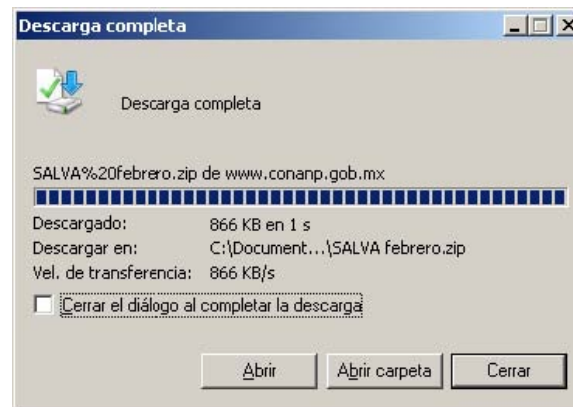 Descarga completa
Descarga completa
SALVA%20febrero.zip de www.conanp.gob.mx
Descargado: 866 KB en 1 s
Descargar en: C:\Document...\SALVA febrero.zip
Vel. de transferencia: 866 KB/s
Cerrar el diálogo al completar la descarga
Abrir Abrir carpeta Cerrar